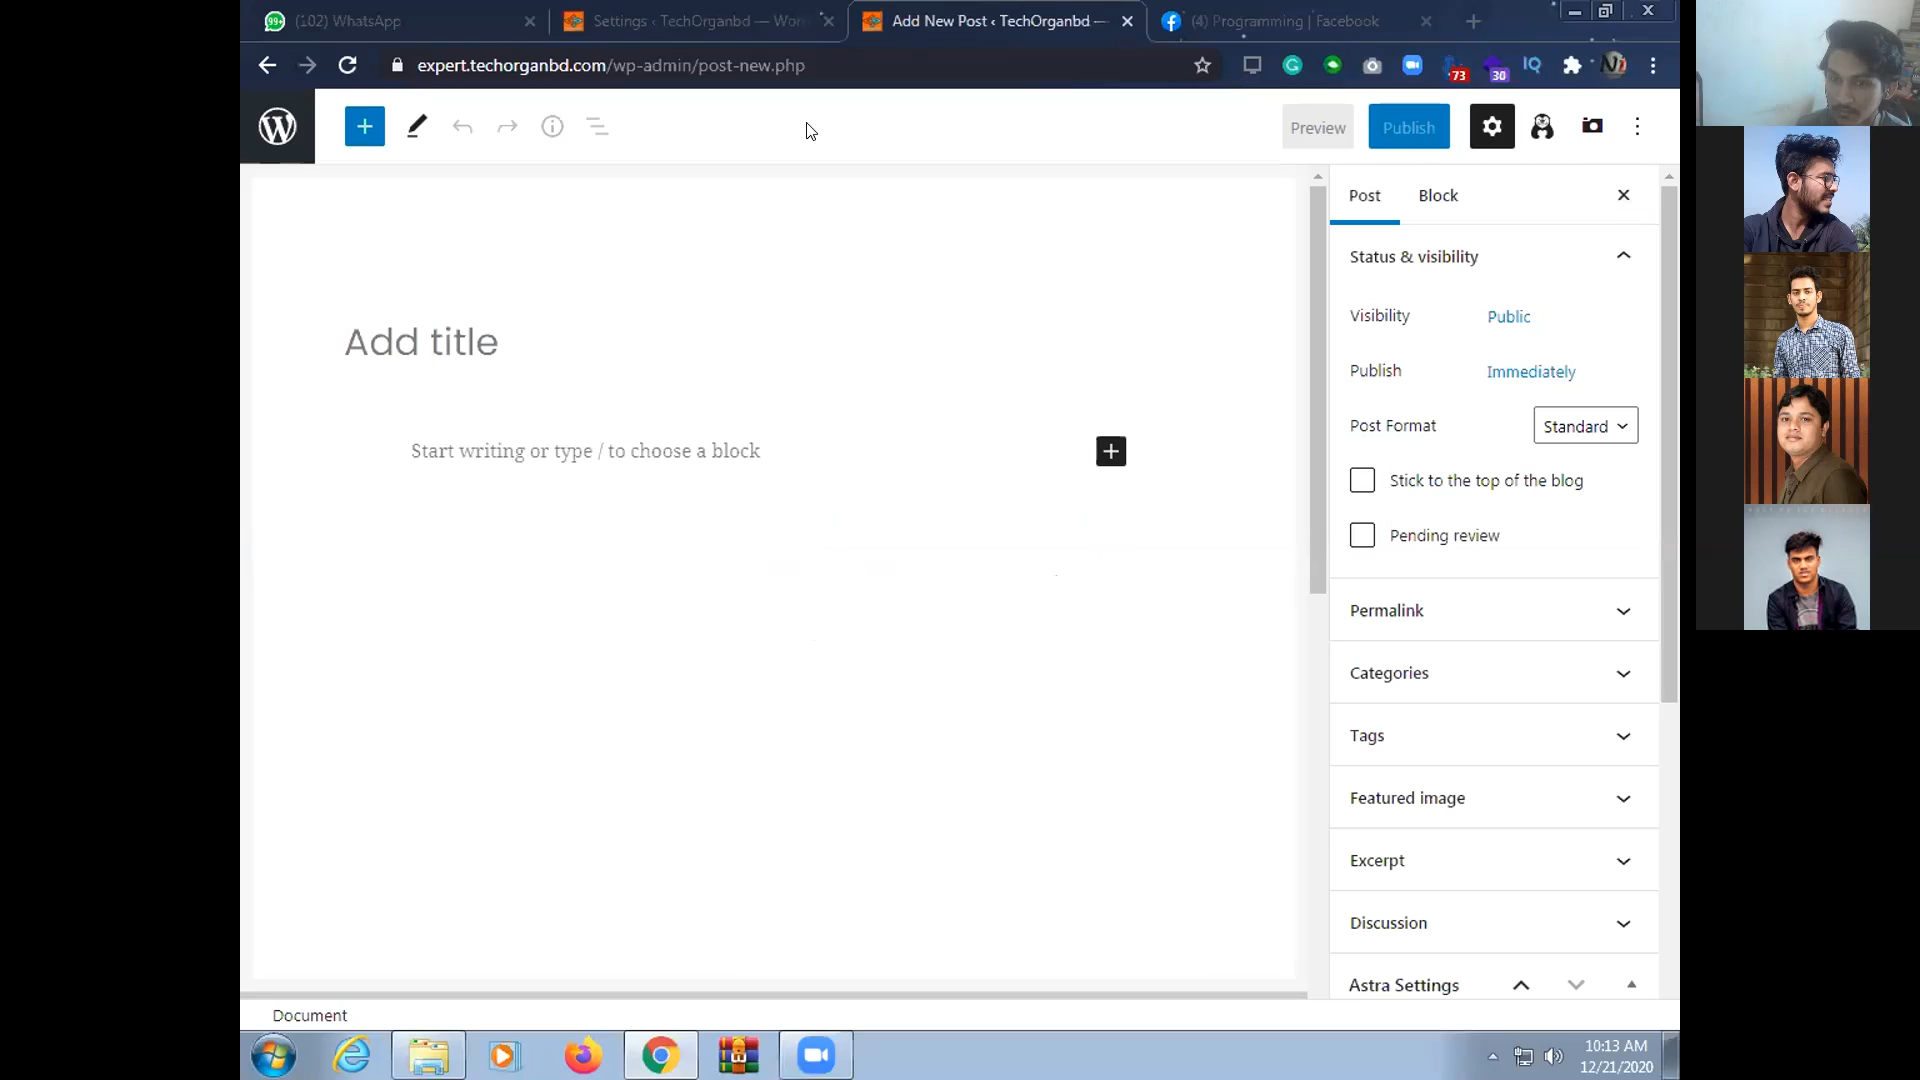 99+ (102) WhatsApp
Settings ‹ TechOrganbd — Wor
Add New Post ‹ TechOrganbd —
(4) Programming | Facebook
expert.techorganbd.com/wp-admin/post-new.php
73
30
IQ
Preview
Publish
Post
Block
Status & visibility
Add title
Visibility
Public
Publish
Immediately
Post Format
Standard
Start writing or type / to choose a block
Stick to the top of the blog
Pending review
Permalink
Categories
Tags
Featured image
Excerpt
Discussion
Astra Settings
Document
10:13 AM
12/21/2020